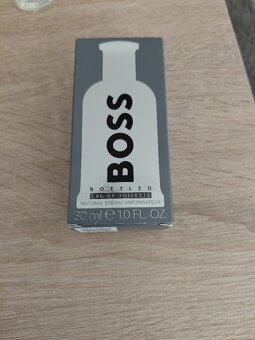 BOSS
BOTTLED
EAU DE TOILETTE
NATURAL SPRAY VAPORISATEUR
30 ml e 1.0 FL. OZ.